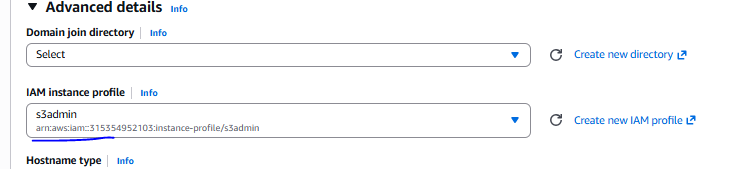 Advanced details Info
Domain join directory Info
Select
Create new directory
IAM instance profile Info
s3admin
arn:aws:iam::315354952103:instance-profile/s3admin
Create new IAM profile
Hostname type Info